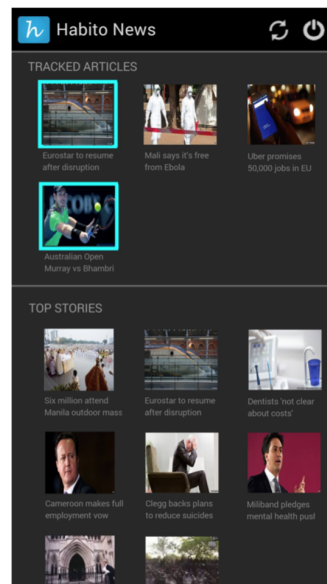 h Habito News
TRACKED ARTICLES
Eurostar to resume
after disruption
Mali says it's free
from Ebola
Uber promises
50,000 jobs in EU
Australian Open
Murray vs Bhambri
TOP STORIES
Six million attend
Manila outdoor mass
Eurostar to resume
after disruption
Dentists 'not clear
about costs'
Cameroon makes full
employment vow
Clegg backs plans
to reduce suicides
Miliband pledges
mental health push